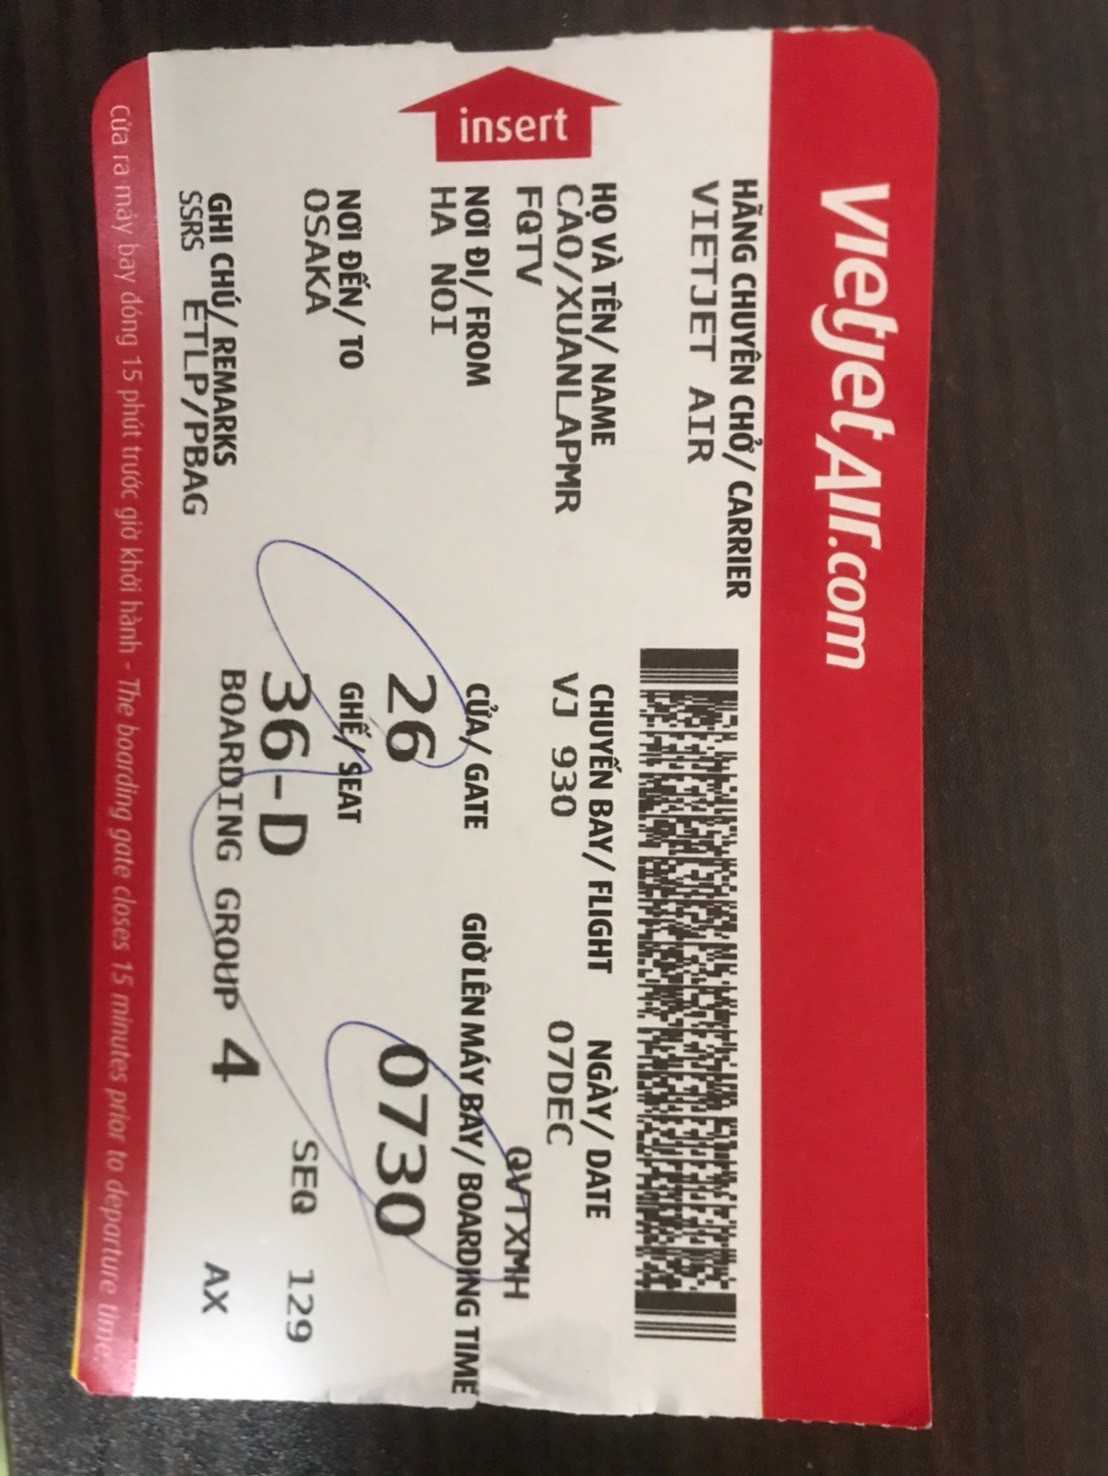 VietjetAir.com
HÃNG CHUYÊN CHỞ/ CARRIER
VIETJET AIR
HỌ VÀ TÊN/ NAME
CAO/XUANLAPMR
FQTV
NƠI ĐI/ FROM
HA NOI
NƠI ĐẾN/ TO
OSAKA
GHI CHÚ/ REMARKS
SSRS ETLP/PBAG
insert
CHUYẾN BAY/ FLIGHT NGÀY/ DATE
VJ 930 07DEC
QVTXMH
CỬA/ GATE GIỜ LÊN MÁY BAY/ BOARDING TIME
26 0730
GHẾ/ SEAT
36-D SEQ 129
BOARDING GROUP 4 AX
Cửa ra máy bay đóng 15 phút trước giờ khởi hành - The boarding gate closes 15 minutes prior to departure time.